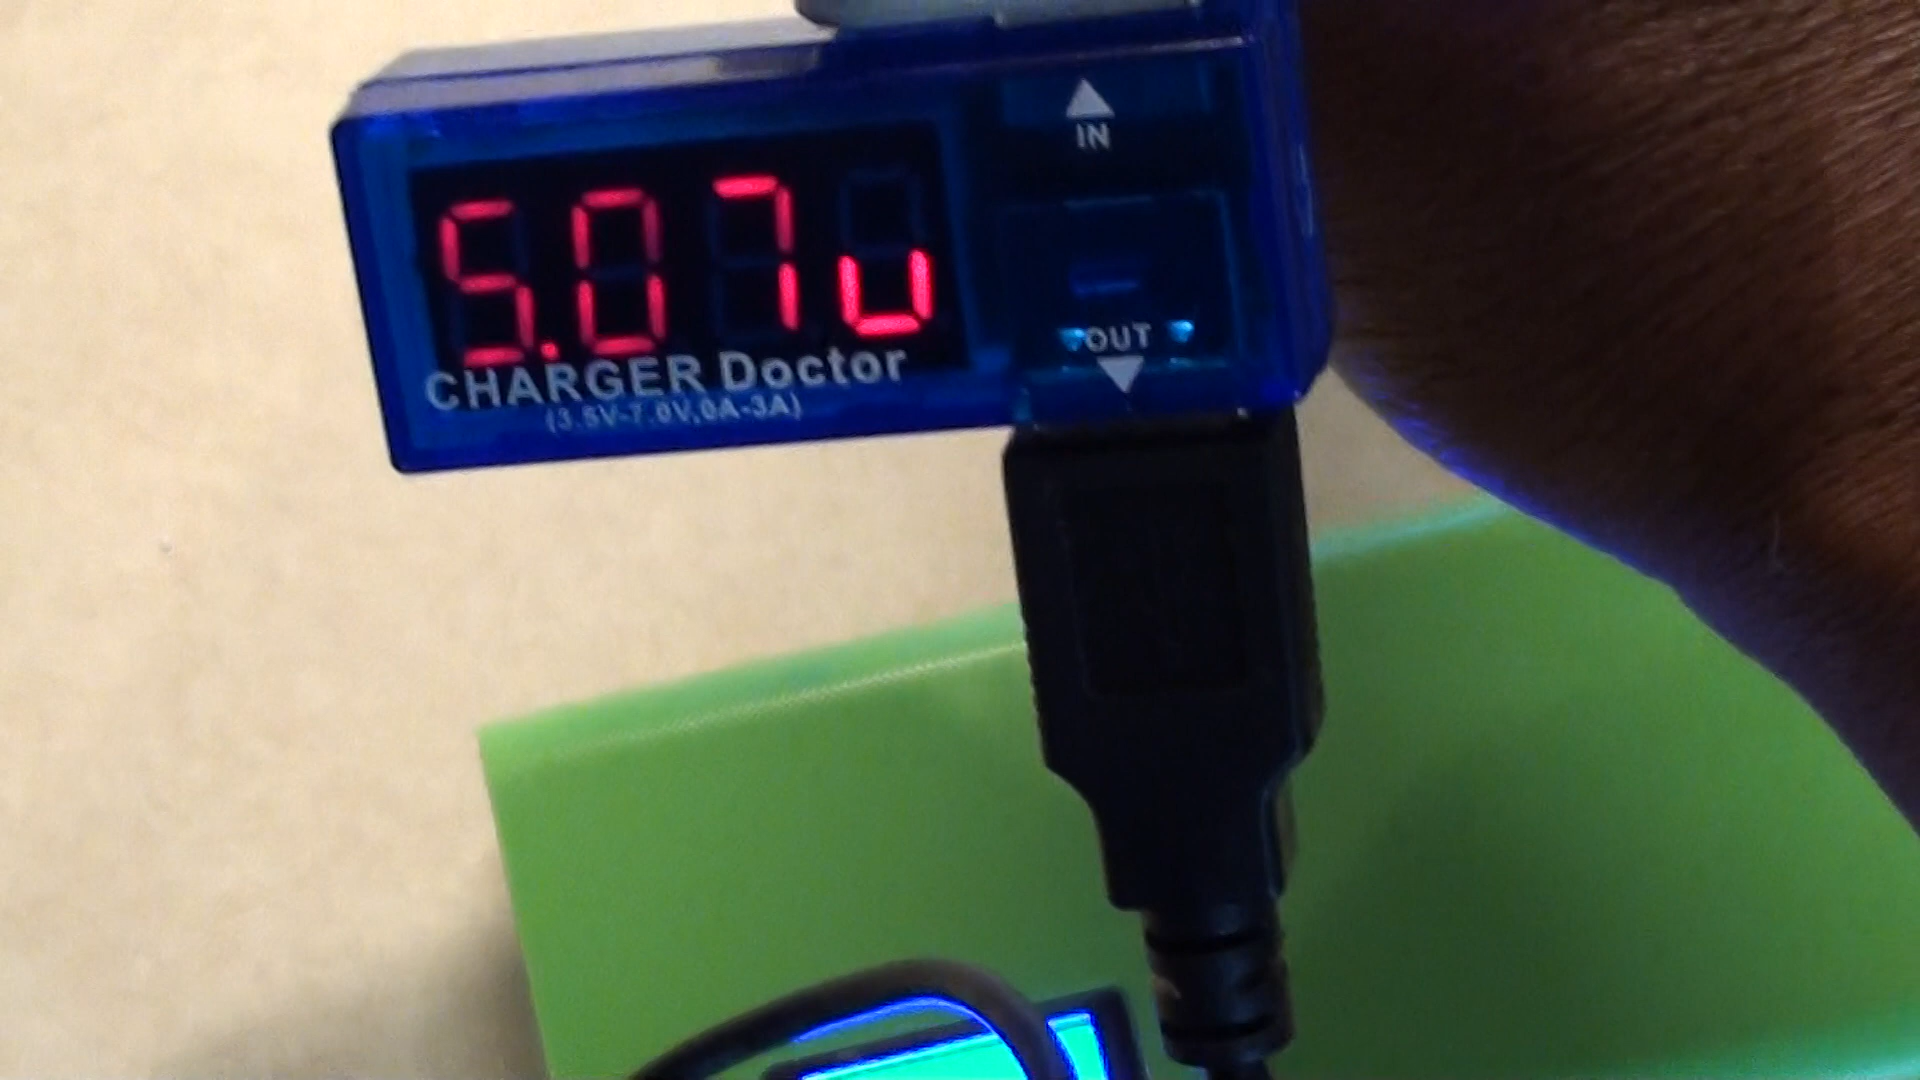 IN
5.07u
OUT
CHARGER Doctor
(3.5V-7.0V,0A-3A)